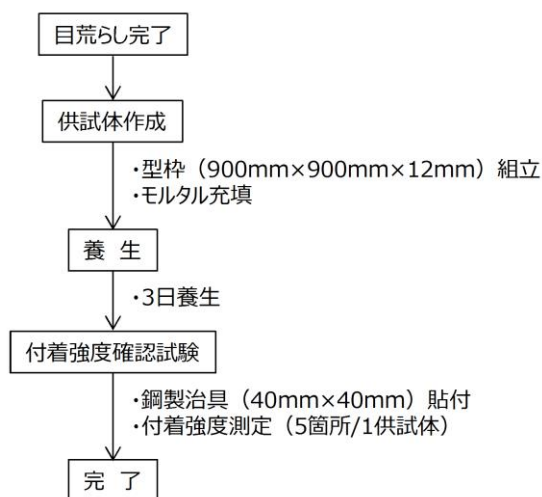 目荒らし完了
供試体作成
・型枠（900mm×900mm×12mm）組立
・モルタル充填
養 生
・3日養生
付着強度確認試験
・鋼製治具（40mm×40mm）貼付
・付着強度測定（5箇所/1供試体）
完 了